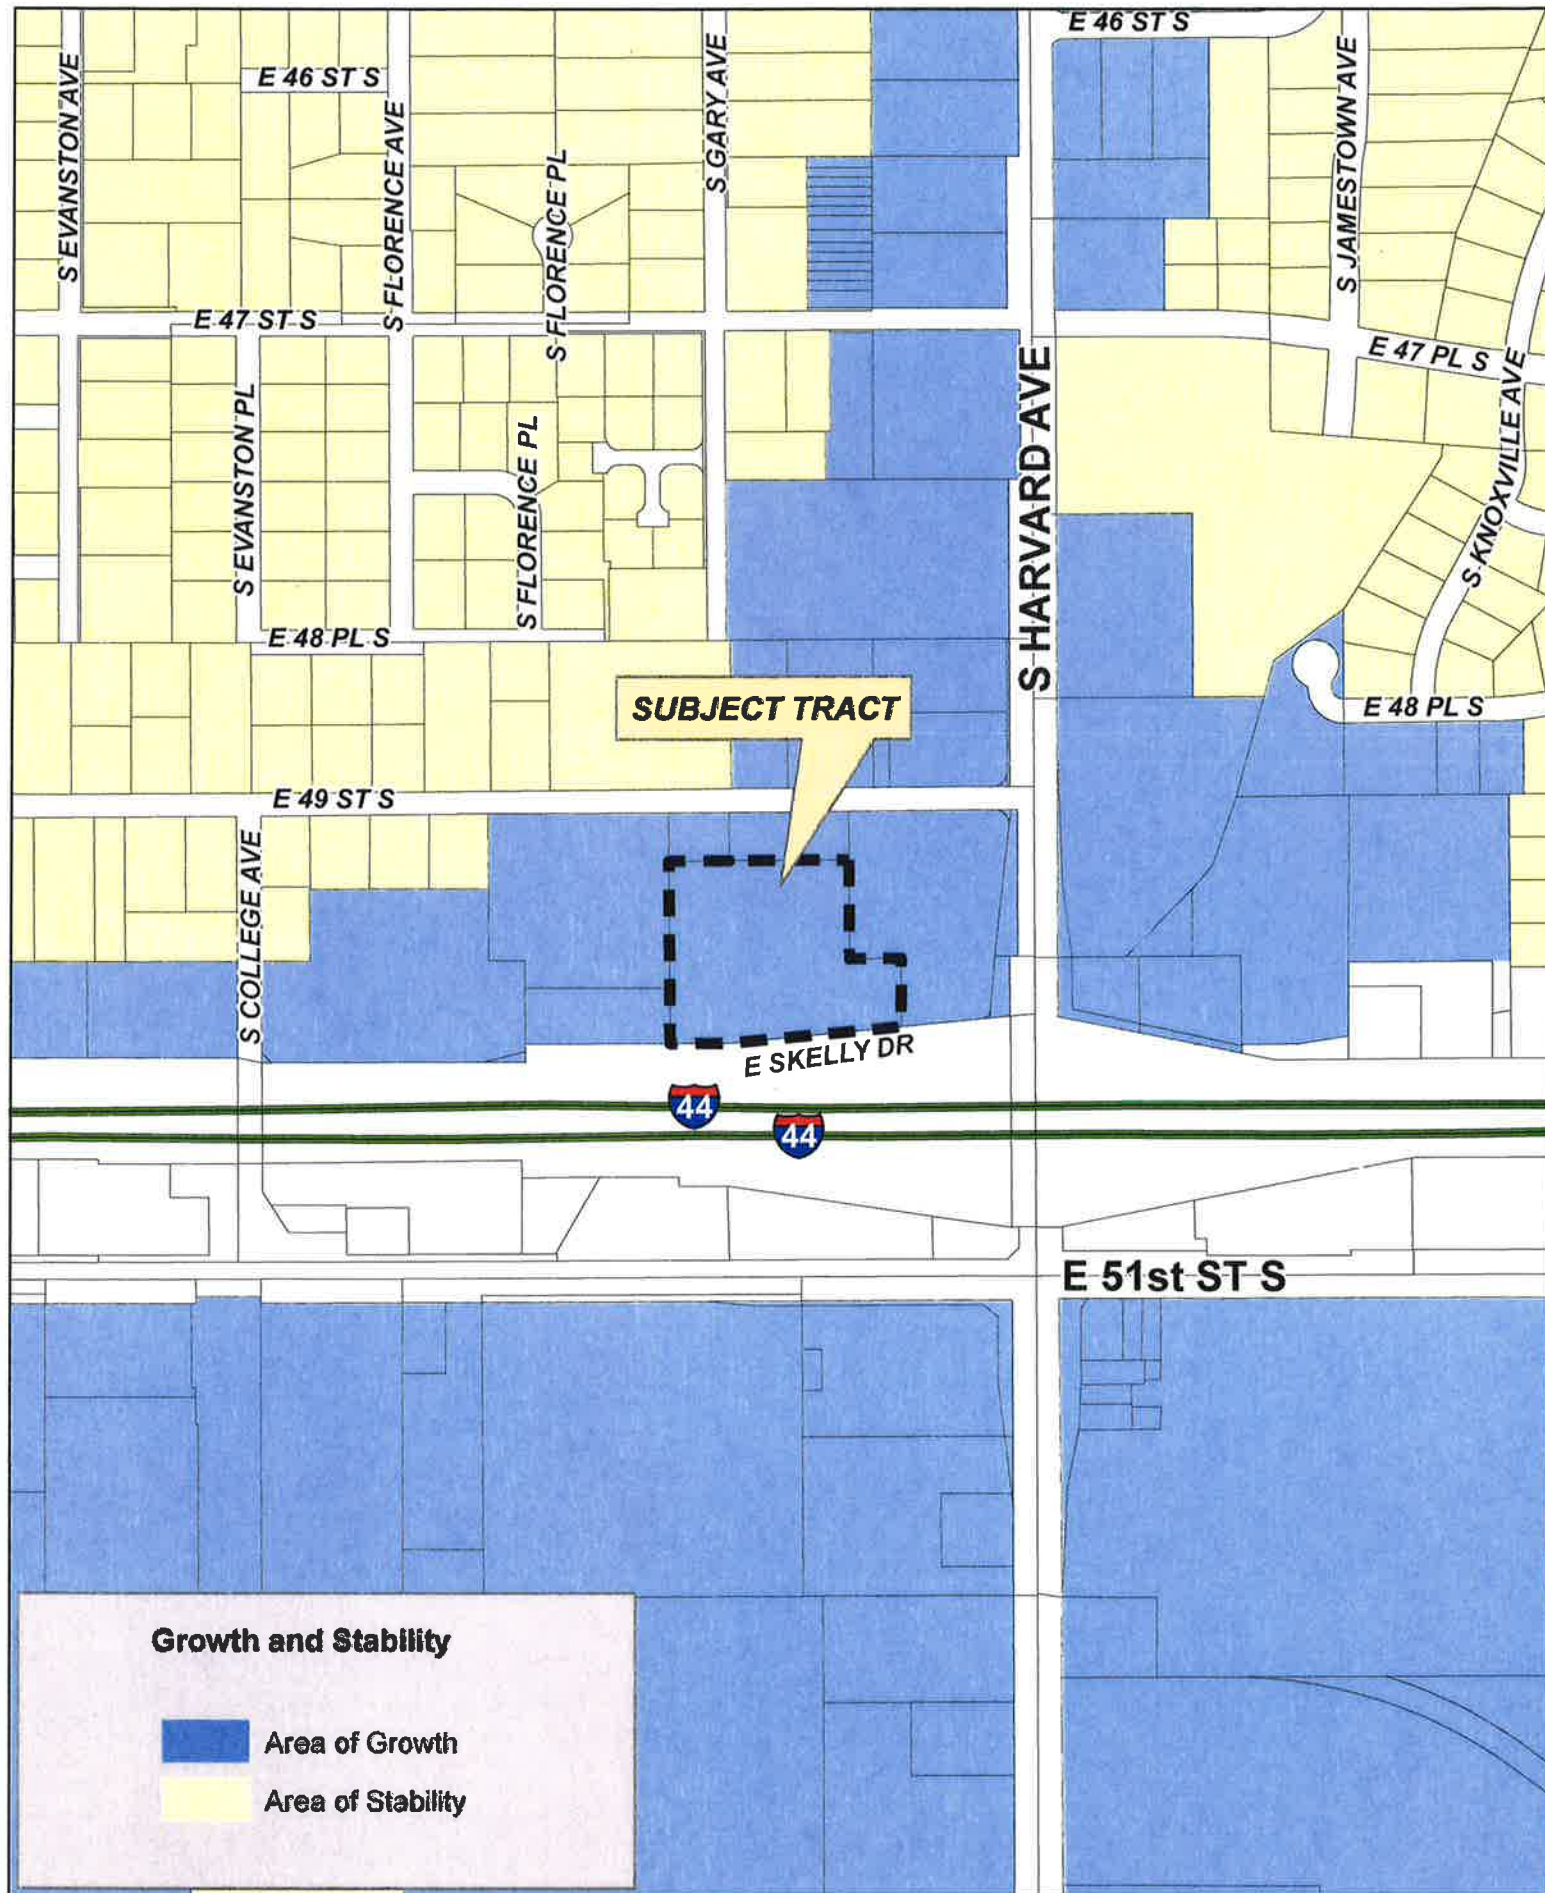 E 46 ST S
E 46 ST S
S EVANSTON AVE
S FLORENCE AVE
S FLORENCE PL
S GARY AVE
S JAMESTOWN AVE
E 47 ST S
E 47 PL S
S EVANSTON PL
S FLORENCE PL
S HARVARD AVE
S KNOXVILLE AVE
E 48 PL S
E 48 PL S
SUBJECT TRACT
E 49 ST S
S COLLEGE AVE
E SKELLY DR
44
44
E 51st ST S
Growth and Stability
Area of Growth
Area of Stability